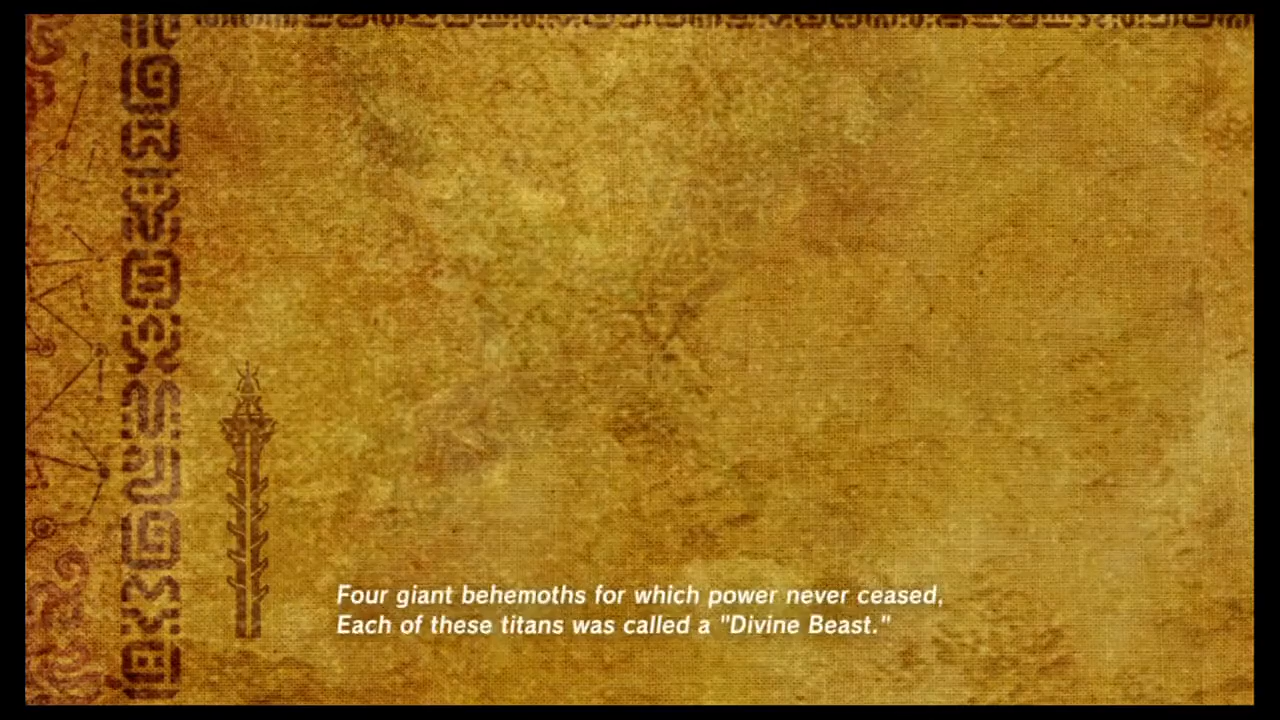 Four giant behemoths for which power never ceased,
Each of these titans was called a "Divine Beast."